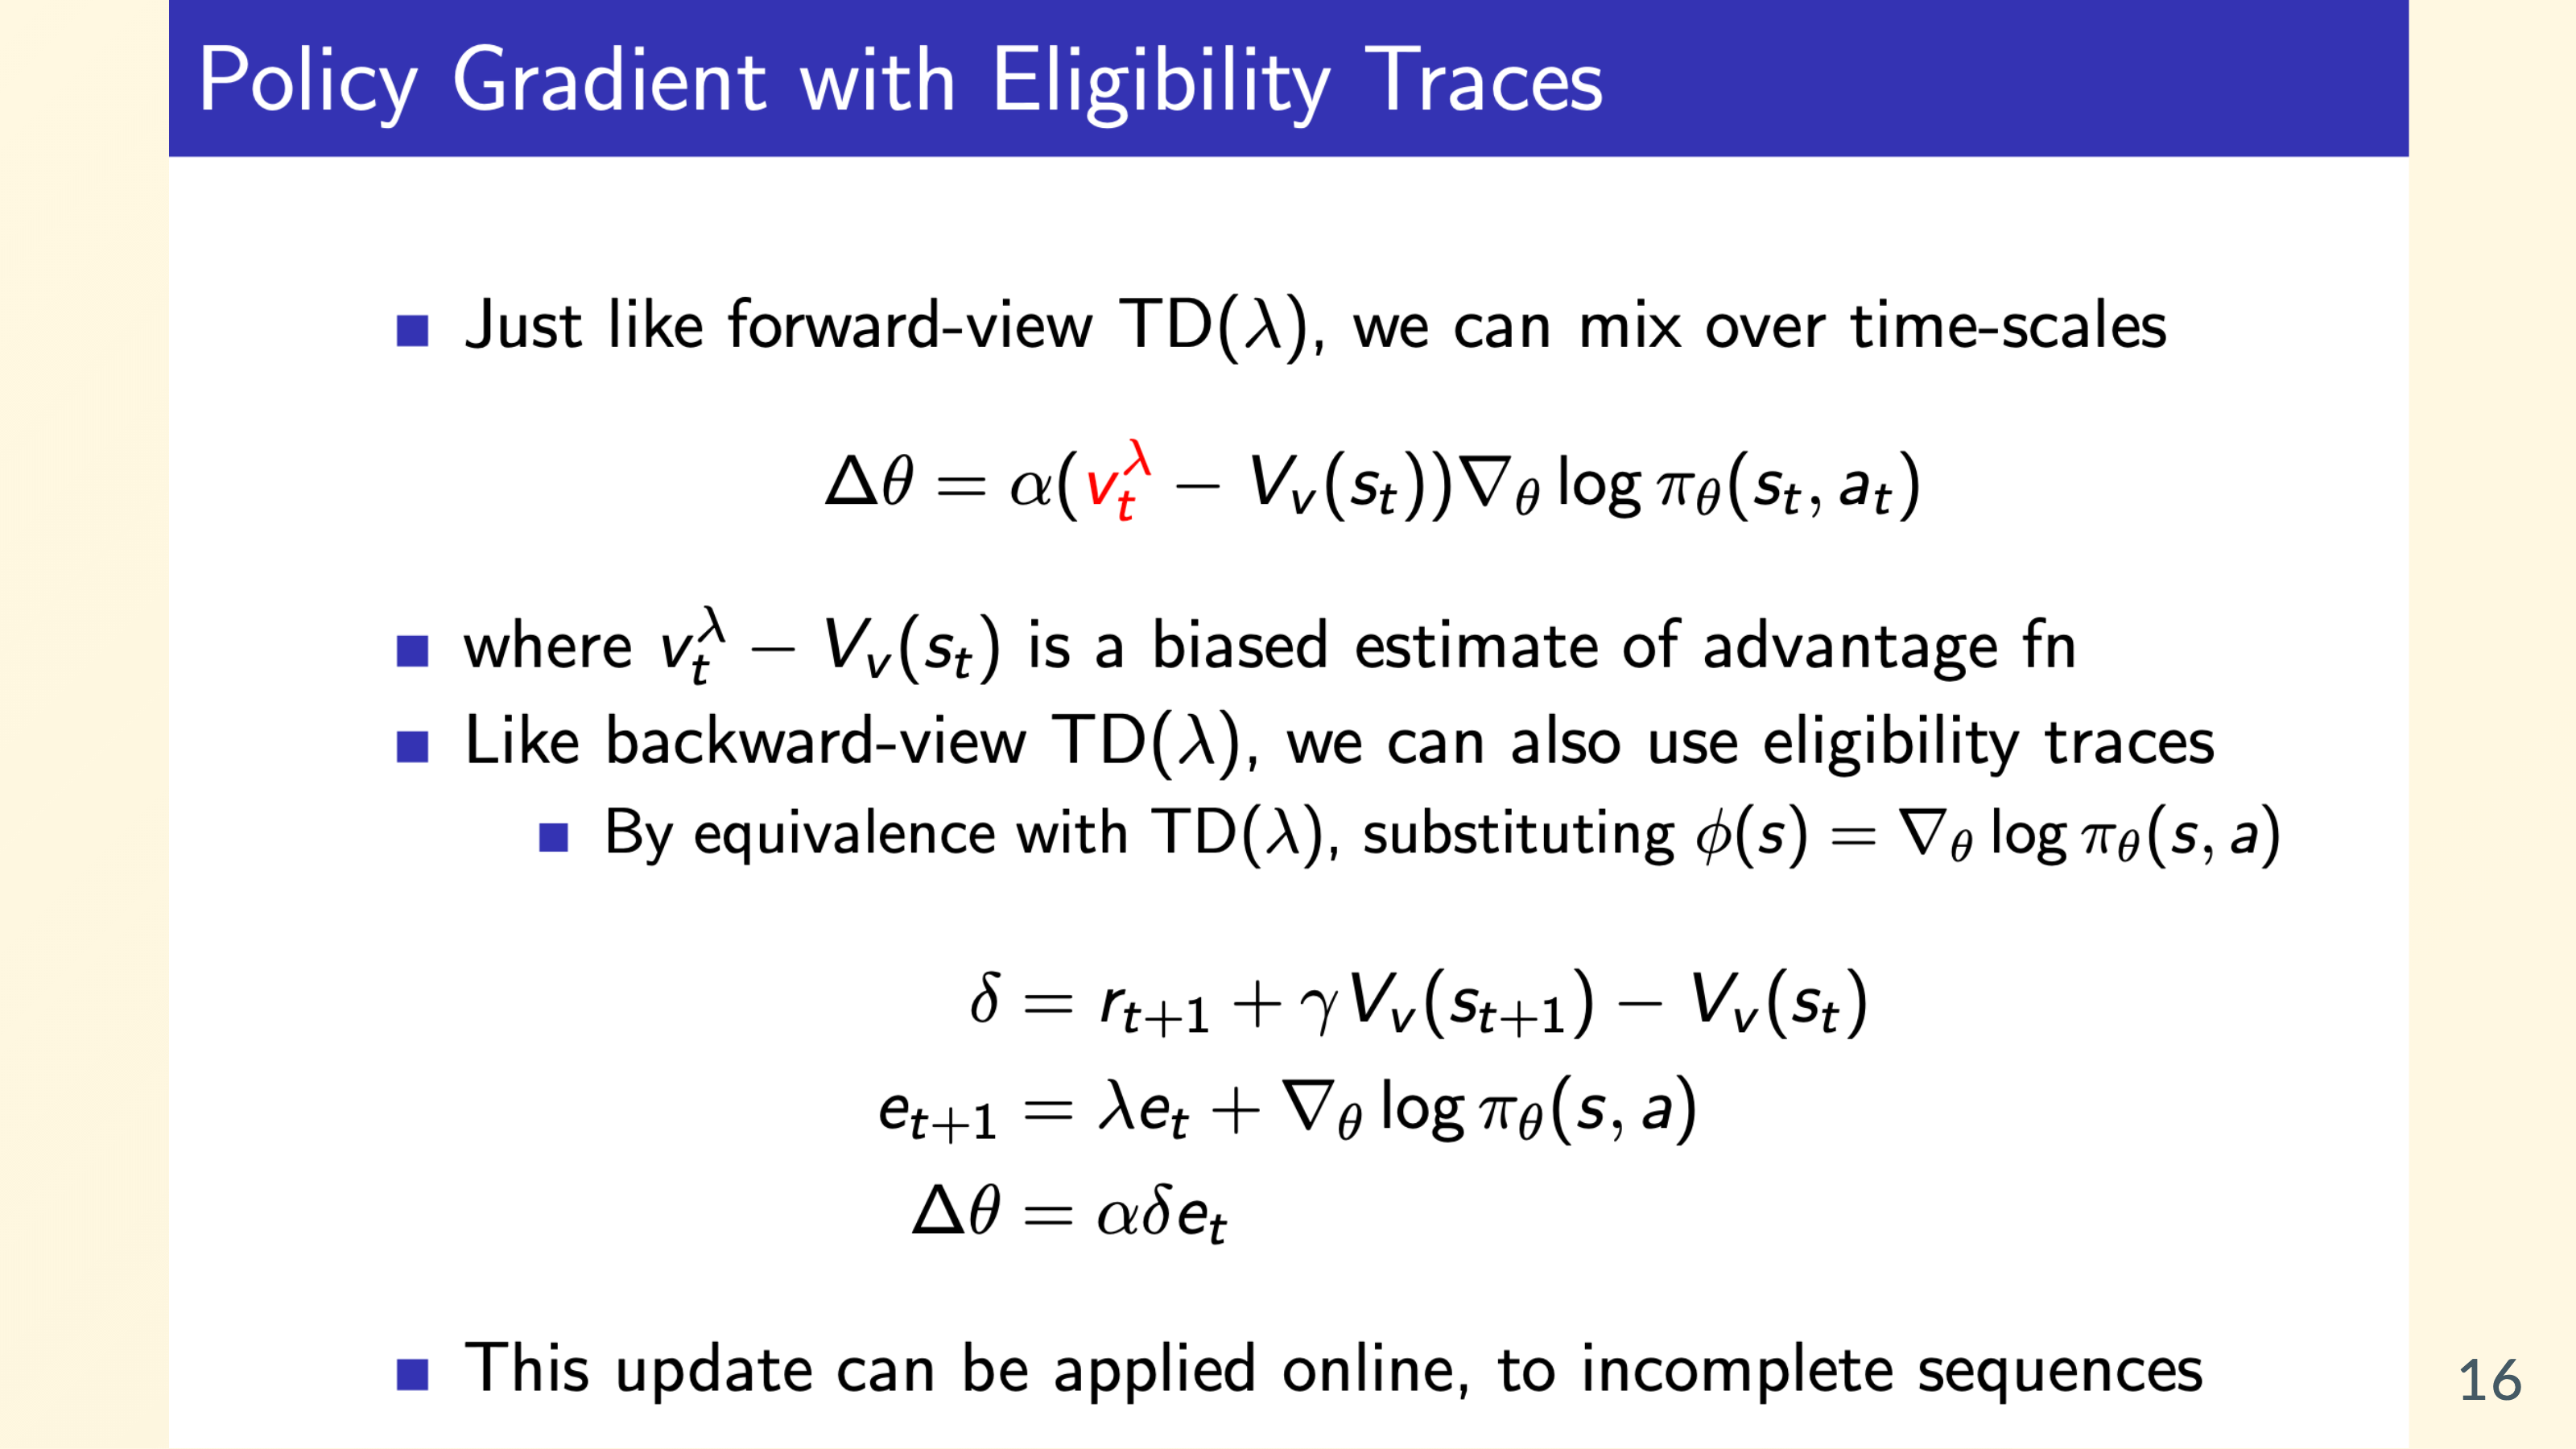 Policy Gradient with Eligibility Traces
Just like forward-view TD(λ), we can mix over time-scales
Δθ = α(v_t^λ − V_v(s_t))∇_θ log π_θ(s_t, a_t)
where v_t^λ − V_v(s_t) is a biased estimate of advantage fn
Like backward-view TD(λ), we can also use eligibility traces
By equivalence with TD(λ), substituting ϕ(s) = ∇_θ log π_θ(s, a)
δ = r_{t+1} + γV_v(s_{t+1}) − V_v(s_t)
e_{t+1} = λe_t + ∇_θ log π_θ(s, a)
Δθ = αδe_t
This update can be applied online, to incomplete sequences
16